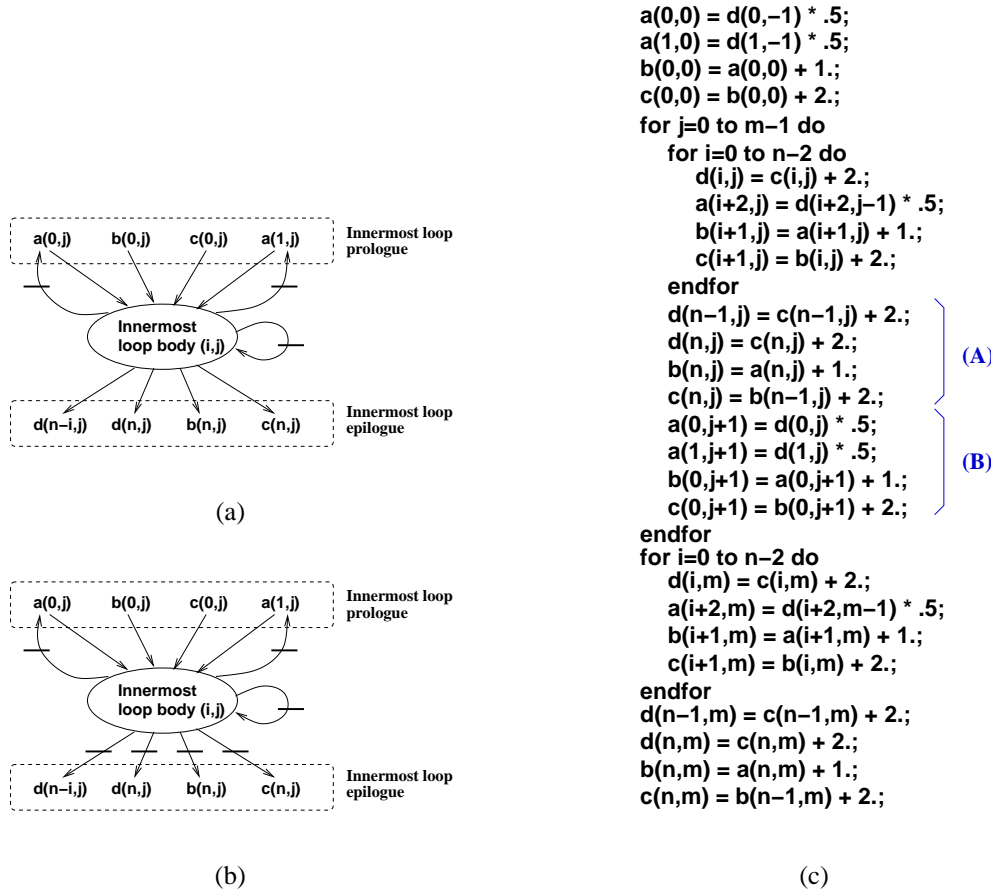 a(0,j) b(0,j) c(0,j) a(1,j)
Innermost loop
prologue
Innermost
loop body (i,j)
d(n−i,j) d(n,j) b(n,j) c(n,j)
Innermost loop
epilogue
(a)
a(0,j) b(0,j) c(0,j) a(1,j)
Innermost loop
prologue
Innermost
loop body (i,j)
d(n−i,j) d(n,j) b(n,j) c(n,j)
Innermost loop
epilogue
(b)
a(0,0) = d(0,−1) * .5;
a(1,0) = d(1,−1) * .5;
b(0,0) = a(0,0) + 1.;
c(0,0) = b(0,0) + 2.;
for j=0 to m−1 do
for i=0 to n−2 do
d(i,j) = c(i,j) + 2.;
a(i+2,j) = d(i+2,j−1) * .5;
b(i+1,j) = a(i+1,j) + 1.;
c(i+1,j) = b(i,j) + 2.;
endfor
d(n−1,j) = c(n−1,j) + 2.;
d(n,j) = c(n,j) + 2.;
b(n,j) = a(n,j) + 1.;
c(n,j) = b(n−1,j) + 2.;
(A)
a(0,j+1) = d(0,j) * .5;
a(1,j+1) = d(1,j) * .5;
b(0,j+1) = a(0,j+1) + 1.;
c(0,j+1) = b(0,j+1) + 2.;
(B)
endfor
for i=0 to n−2 do
d(i,m) = c(i,m) + 2.;
a(i+2,m) = d(i+2,m−1) * .5;
b(i+1,m) = a(i+1,m) + 1.;
c(i+1,m) = b(i,m) + 2.;
endfor
d(n−1,m) = c(n−1,m) + 2.;
d(n,m) = c(n,m) + 2.;
b(n,m) = a(n,m) + 1.;
c(n,m) = b(n−1,m) + 2.;
(c)